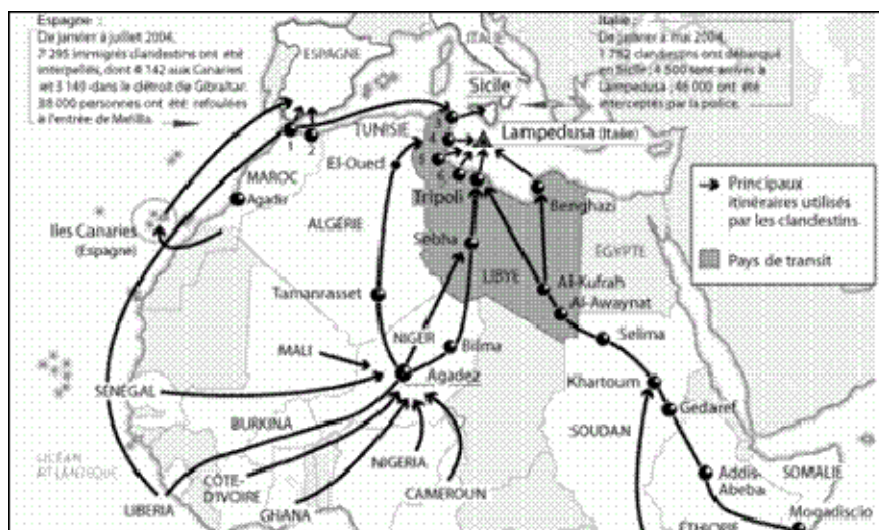 Espagne :
De janvier à juillet 2004,
7 295 immigrés clandestins ont été
interpellés, dont 4 142 aux Canaries
et 3 149 dans le détroit de Gibraltar.
38 000 personnes ont été refoulées
à l'entrée de Melilla.
Italie :
De janvier à mai 2004,
clandestins ont débarqué
en Sicile ; 4 500 sont arrivés à
Lampedusa ; 46 000 ont été
interceptés par la police.
ESPAGNE
ITALIE
Sicile
Lampedusa (Italie)
TUNISIE
1
2
3
4
5
6
El-Oued
MAROC
Agadir
Iles Canaries
(Espagne)
ALGÉRIE
Tripoli
Benghazi
Sebha
LIBYE
ÉGYPTE
Al-Kufrah
Al-Awaynat
Selima
Tamanrasset
NIGER
Bilma
MALI
Agadez
SÉNÉGAL
BURKINA
NIGERIA
CÔTE-
D'IVOIRE
CAMEROUN
LIBERIA
GHANA
Khartoum
Gedaref
SOUDAN
Addis-
Abeba
SOMALIE
Mogadiscio
ÉTHIOPIE
OCÉAN
ATLANTIQUE
Principaux
itinéraires utilisés
par les clandestins
Pays de transit